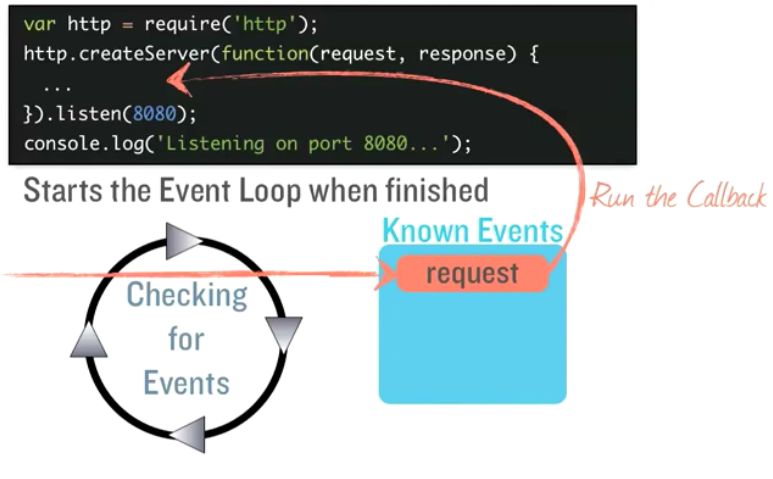 var http = require('http');
http.createServer(function(request, response) {
...
}).listen(8080);
console.log('Listening on port 8080...');
Starts the Event Loop when finished
Run the Callback
Known Events
request
Checking
for
Events